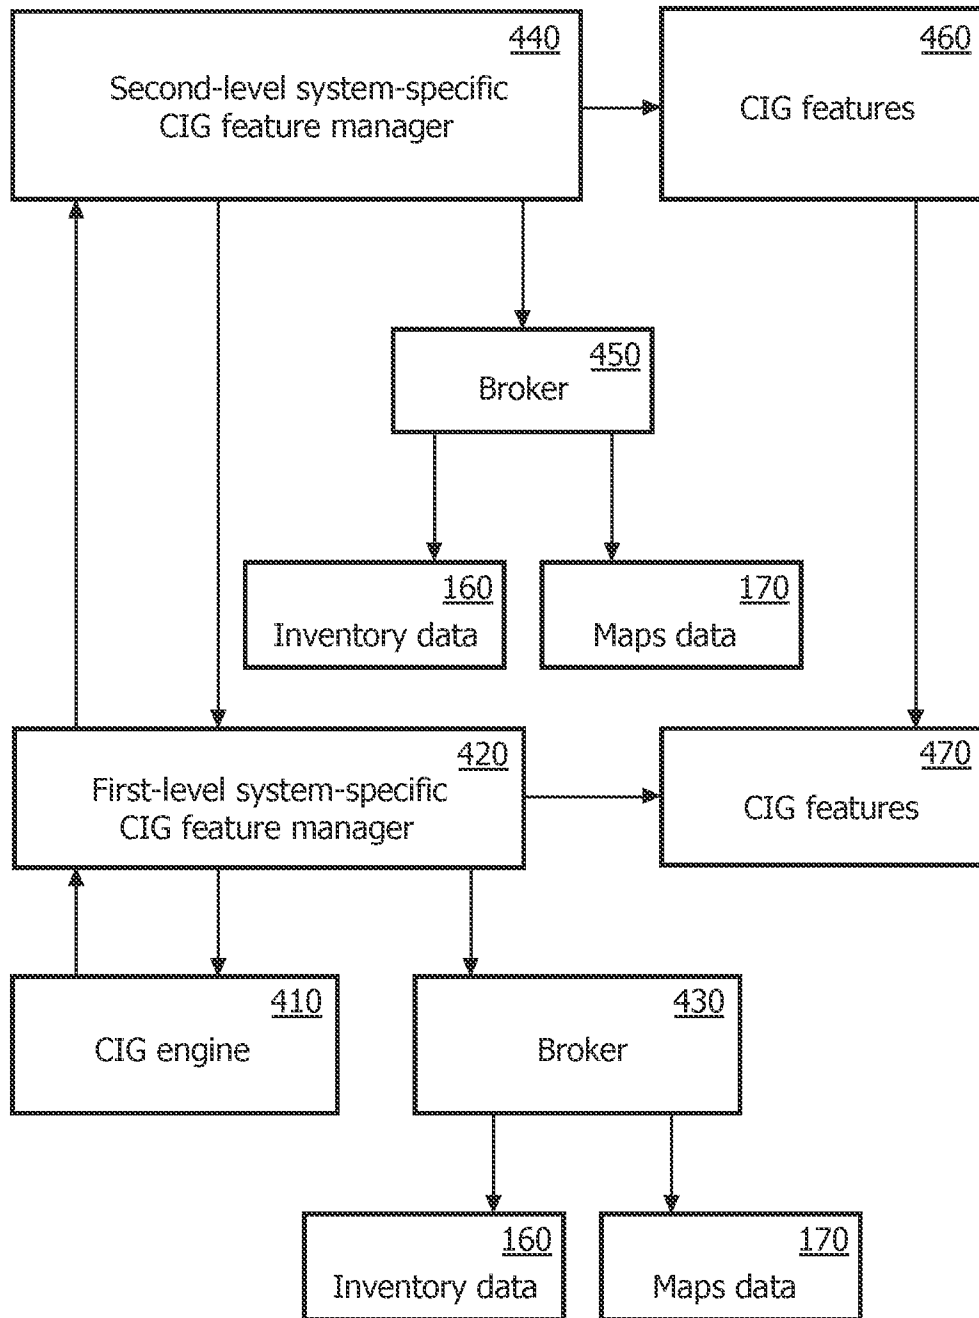 440
Second-level system-specific
CIG feature manager
460
CIG features
450
Broker
160
Inventory data
170
Maps data
420
First-level system-specific
CIG feature manager
470
CIG features
410
CIG engine
430
Broker
160
Inventory data
170
Maps data